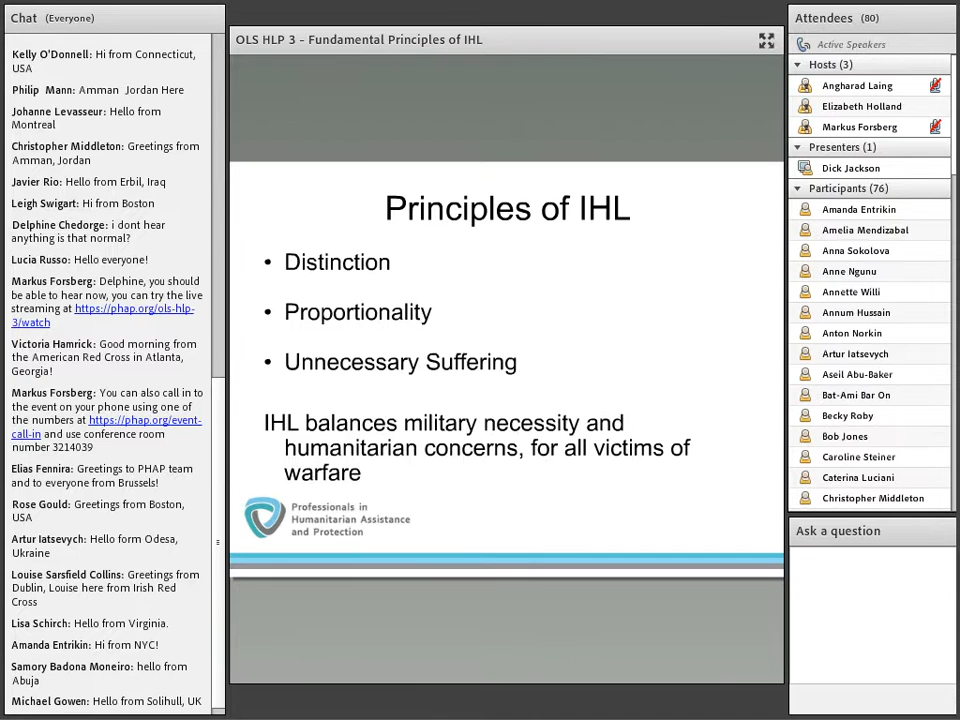 Chat (Everyone)
Kelly O'Donnell: Hi from Connecticut,
USA
Philip Mann: Amman Jordan Here
Johanne Levasseur: Hello from
Montreal
Christopher Middleton: Greetings from
Amman, Jordan
Javier Rio: Hello from Erbil, Iraq
Leigh Swigart: Hi from Boston
Delphine Chedorge: i dont hear
anything is that normal?
Lucia Russo: Hello everyone!
Markus Forsberg: Delphine, you should
be able to hear now, you can try the live
streaming at https://phap.org/ols-hlp-
3/watch
Victoria Hamrick: Good morning from
the American Red Cross in Atlanta,
Georgia!
Markus Forsberg: You can also call in to
the event on your phone using one of
the numbers at https://phap.org/event-
call-in and use conference room
number 3214039
Elias Fennira: Greetings to PHAP team
and to everyone from Brussels!
Rose Gould: Greetings from Boston,
USA
Artur Iatsevych: Hello form Odesa,
Ukraine
Louise Sarsfield Collins: Greetings from
Dublin, Louise here from Irish Red
Cross
Lisa Schirch: Hello from Virginia.
Amanda Entrikin: Hi from NYC!
Samory Badona Moneiro: hello from
Abuja
Michael Gowen: Hello from Solihull, UK
OLS HLP 3 - Fundamental Principles of IHL
Principles of IHL
• Distinction
• Proportionality
• Unnecessary Suffering
IHL balances military necessity and
humanitarian concerns, for all victims of
warfare
Professionals in
Humanitarian Assistance
and Protection
Attendees (80)
Active Speakers
Hosts (3)
Angharad Laing
Elizabeth Holland
Markus Forsberg
Presenters (1)
Dick Jackson
Participants (76)
Amanda Entrikin
Amelia Mendizabal
Anna Sokolova
Anne Ngunu
Annette Willi
Annum Hussain
Anton Norkin
Artur Iatsevych
Aseil Abu-Baker
Bat-Ami Bar On
Becky Roby
Bob Jones
Caroline Steiner
Caterina Luciani
Christopher Middleton
Ask a question